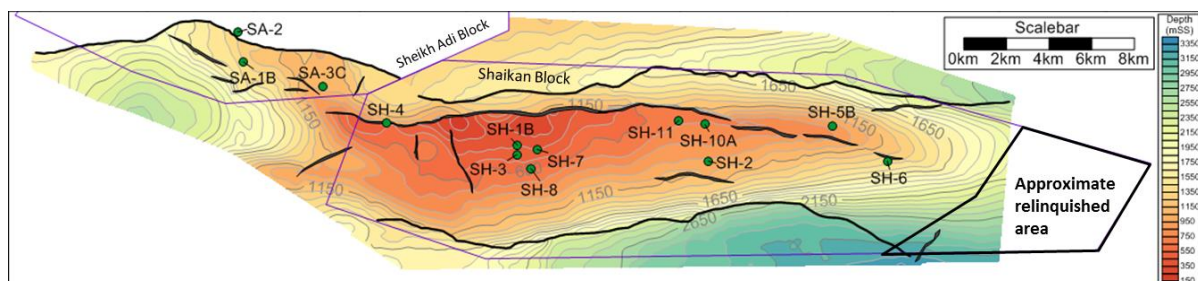 SA-2
Sheikh Adi Block
SA-1B
SA-3C
Shaikan Block
Scalebar
0km 2km 4km 6km 8km
Depth
(mSS)
3350
3150
2950
2750
2550
2350
2150
1950
1750
1550
1350
1150
950
750
550
350
150
1650
1150
1150
SH-4
SH-1B
SH-11
SH-10A
SH-5B
1150
1650
SH-3
SH-7
SH-8
SH-2
SH-6
1150
1150
1650
2150
2650
Approximate
relinquished
area